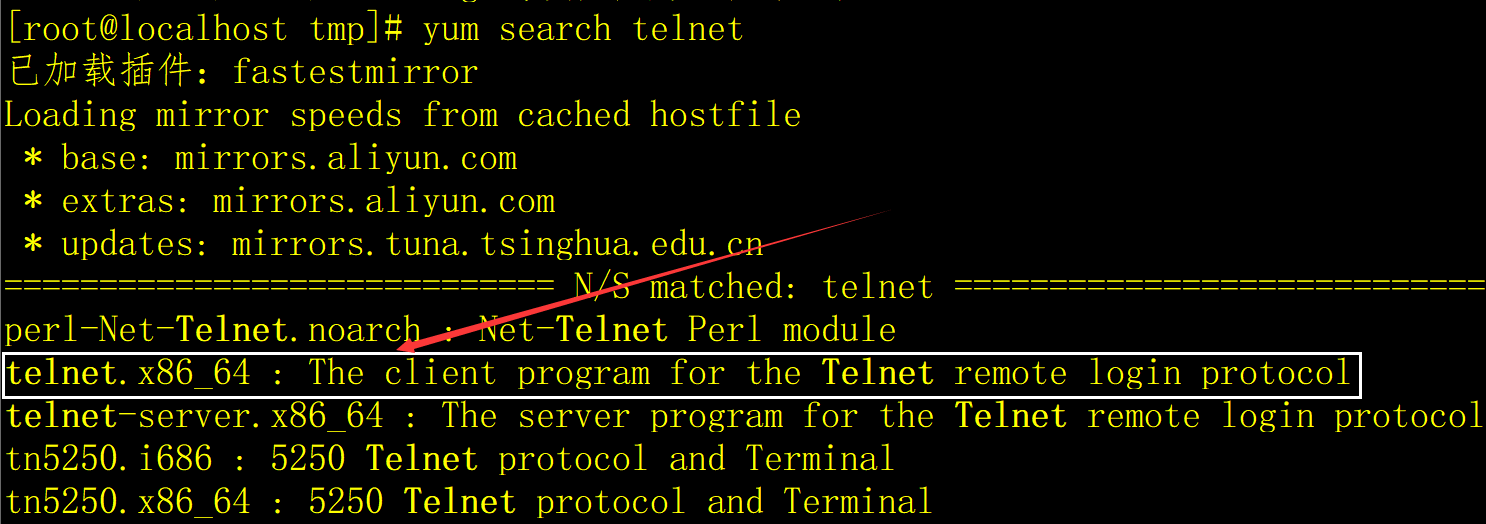 [root@localhost tmp]# yum search telnet
已加载插件：fastestmirror
Loading mirror speeds from cached hostfile
 * base: mirrors.aliyun.com
 * extras: mirrors.aliyun.com
 * updates: mirrors.tuna.tsinghua.edu.cn
============================= N/S matched: telnet ============================
perl-Net-Telnet.noarch : Net-Telnet Perl module
telnet.x86_64 : The client program for the Telnet remote login protocol
telnet-server.x86_64 : The server program for the Telnet remote login protocol
tn5250.i686 : 5250 Telnet protocol and Terminal
tn5250.x86_64 : 5250 Telnet protocol and Terminal